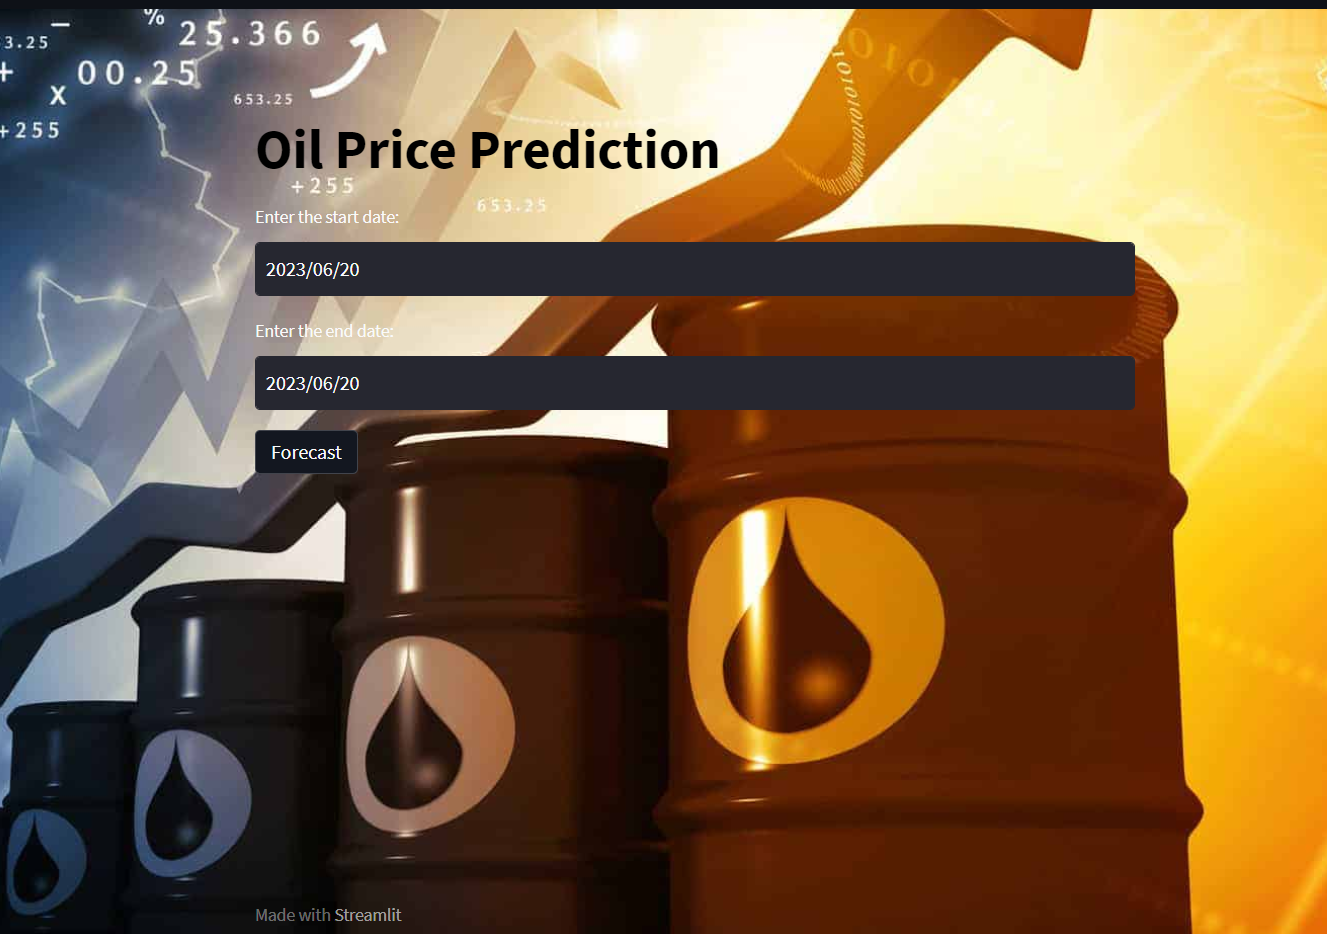 %
25.366
3.25
+
00.25
x
653.25
+255
Oil Price Prediction
+255
653.25
Enter the start date:
2023/06/20
Enter the end date:
2023/06/20
Forecast
Made with Streamlit